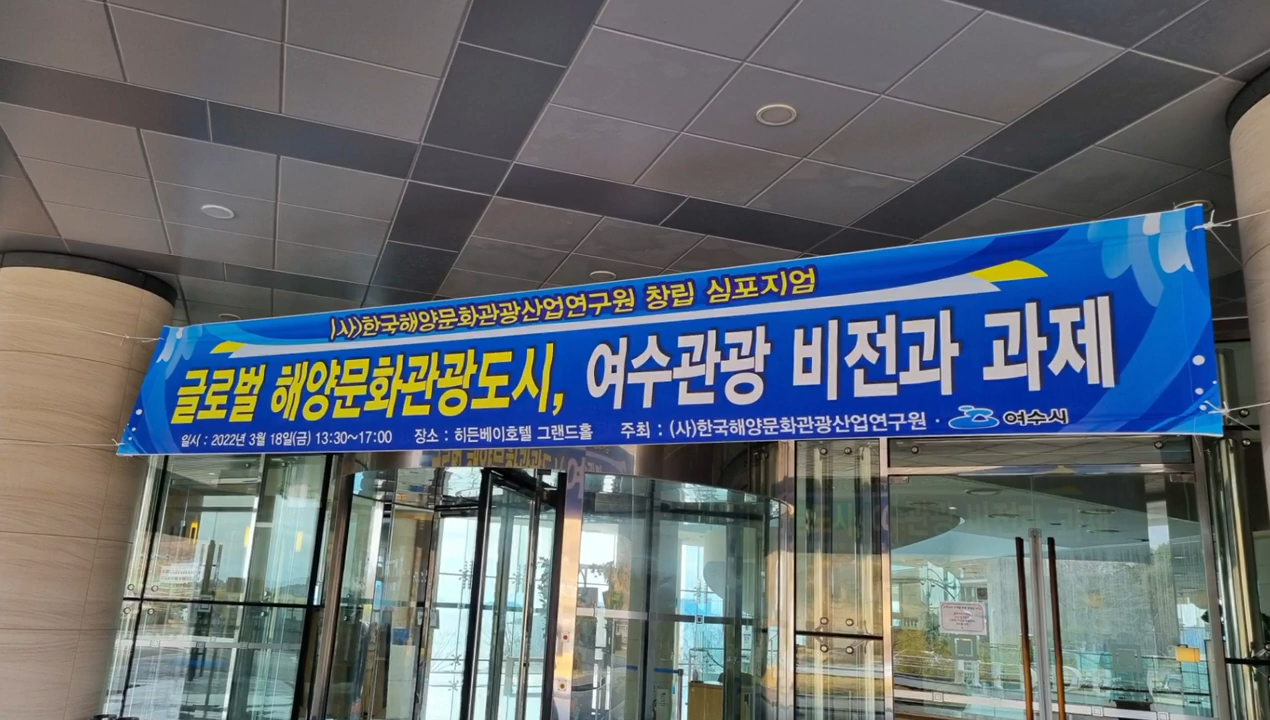 (사)한국해양문화관광산업연구원 창립 심포지엄
글로벌 해양문화관광도시, 여수관광 비전과 과제
일시 : 2022년 3월 18일(금) 13:30~17:00 장소 : 히든베이호텔 그랜드홀 주최 : (사)한국해양문화관광산업연구원 · 여수시